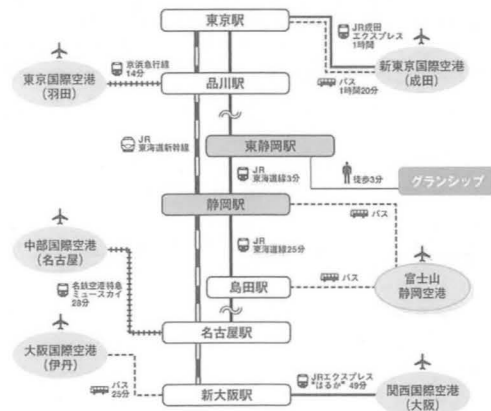 東京駅
JR成田
エクスプレス
1時間
京浜急行線
14分
東京国際空港
(羽田)
品川駅
バス
1時間20分
新東京国際空港
(成田)
JR
東海道新幹線
東静岡駅
JR
東海道線3分
徒歩3分
グランシップ
静岡駅
バス
JR
東海道線25分
中部国際空港
(名古屋)
島田駅
バス
富士山
静岡空港
名鉄空港特急
ミュースカイ
28分
名古屋駅
大阪国際空港
(伊丹)
バス
25分
新大阪駅
JRエクスプレス
"はるか" 49分
関西国際空港
(大阪)